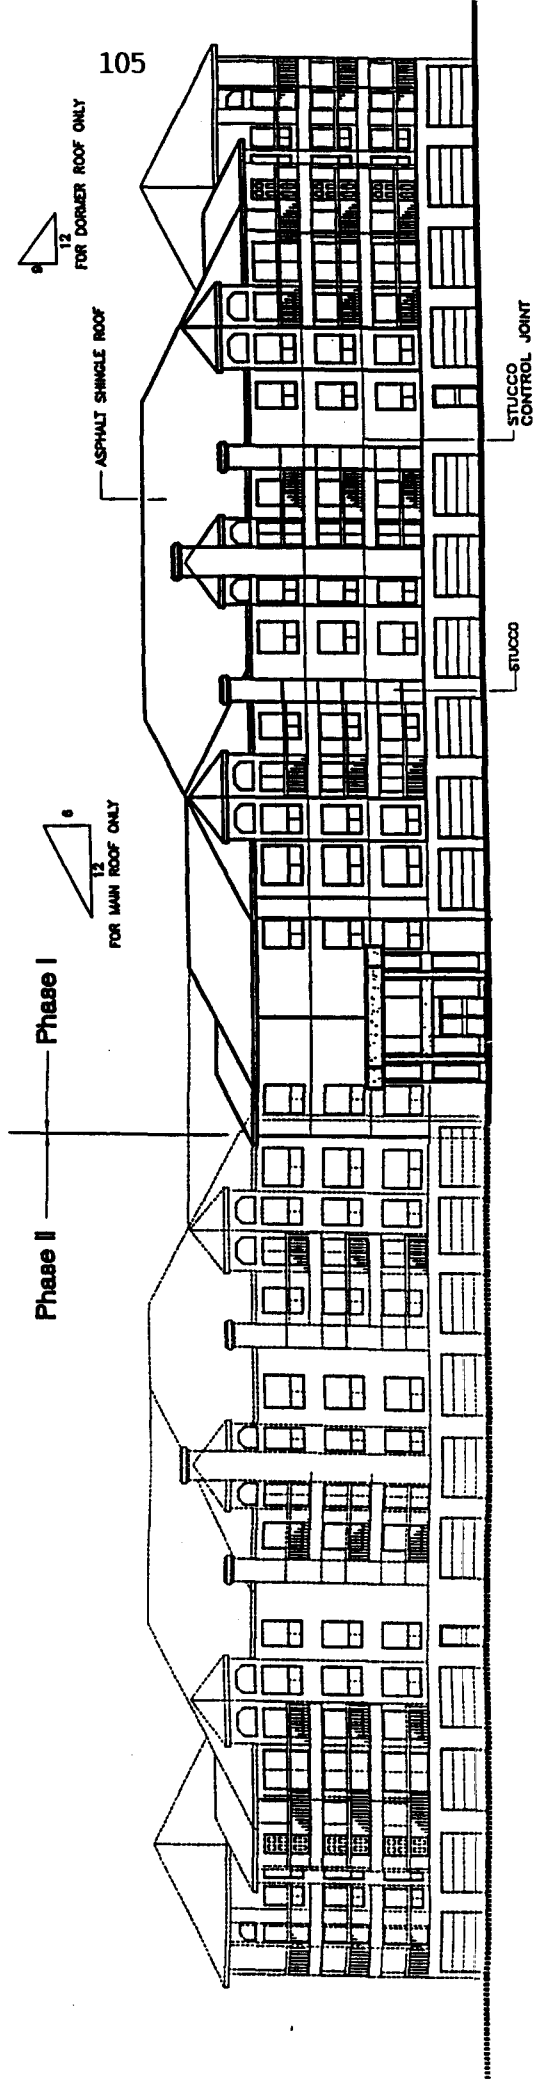 105
9
12
FOR DORMER ROOF ONLY
ASPHALT SHINGLE ROOF
STUCCO
CONTROL JOINT
STUCCO
6
12
FOR MAIN ROOF ONLY
Phase I
Phase II